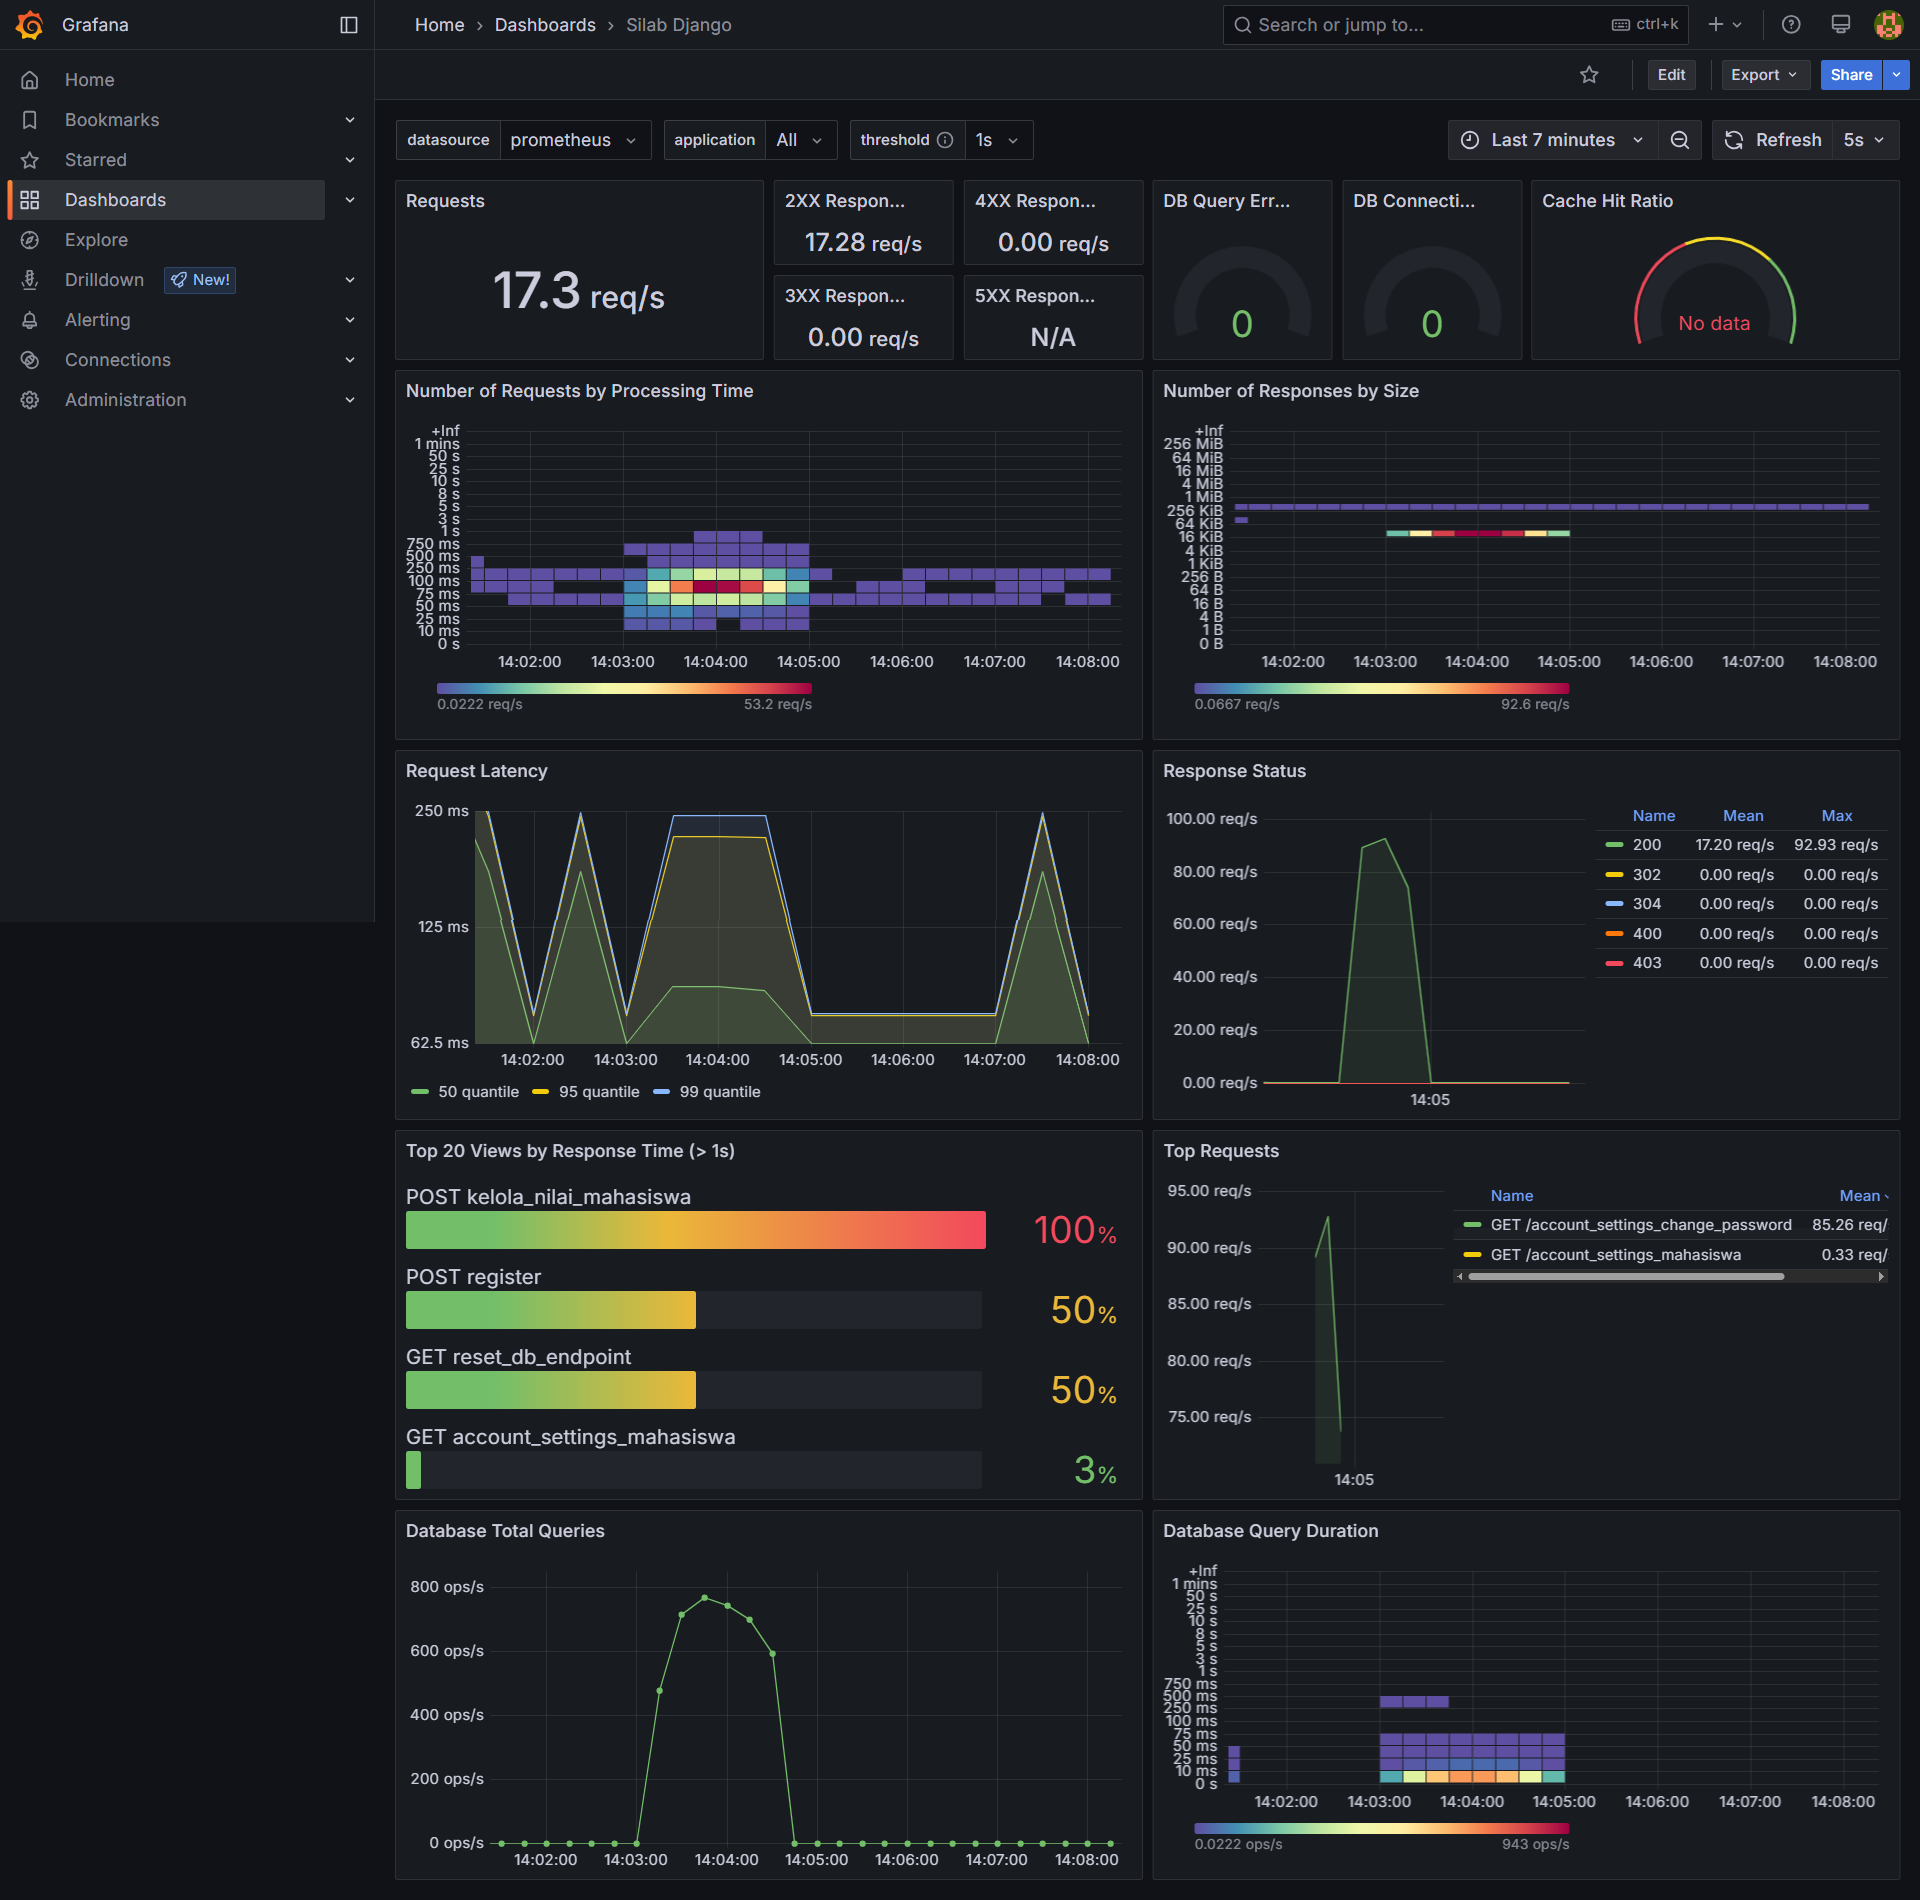 Grafana
Home › Dashboards › Silab Django
Search or jump to... ctrl+k
Home
Bookmarks
Starred
Dashboards
Explore
Drilldown New!
Alerting
Connections
Administration
Edit Export Share
datasource prometheus application All threshold 1s
Last 7 minutes Refresh 5s
Requests
17.3 req/s
2XX Respon...
17.28 req/s
4XX Respon...
0.00 req/s
3XX Respon...
0.00 req/s
5XX Respon...
N/A
DB Query Err...
0
DB Connecti...
0
Cache Hit Ratio
No data
Number of Requests by Processing Time
+Inf
1 mins
50 s
25 s
10 s
8 s
5 s
3 s
1 s
750 ms
500 ms
250 ms
100 ms
75 ms
50 ms
25 ms
10 ms
0 s
14:02:00 14:03:00 14:04:00 14:05:00 14:06:00 14:07:00 14:08:00
0.0222 req/s 53.2 req/s
Number of Responses by Size
+Inf
256 MiB
64 MiB
16 MiB
4 MiB
1 MiB
256 KiB
64 KiB
16 KiB
4 KiB
1 KiB
256 B
64 B
16 B
4 B
1 B
0 B
14:02:00 14:03:00 14:04:00 14:05:00 14:06:00 14:07:00 14:08:00
0.0667 req/s 92.6 req/s
Request Latency
250 ms
125 ms
62.5 ms
14:02:00 14:03:00 14:04:00 14:05:00 14:06:00 14:07:00 14:08:00
50 quantile 95 quantile 99 quantile
Response Status
100.00 req/s
80.00 req/s
60.00 req/s
40.00 req/s
20.00 req/s
0.00 req/s
14:05
Name Mean Max
200 17.20 req/s 92.93 req/s
302 0.00 req/s 0.00 req/s
304 0.00 req/s 0.00 req/s
400 0.00 req/s 0.00 req/s
403 0.00 req/s 0.00 req/s
Top 20 Views by Response Time (> 1s)
POST kelola_nilai_mahasiswa
100%
POST register
50%
GET reset_db_endpoint
50%
GET account_settings_mahasiswa
3%
Top Requests
95.00 req/s
90.00 req/s
85.00 req/s
80.00 req/s
75.00 req/s
14:05
Name Mean
GET /account_settings_change_password 85.26 req/
GET /account_settings_mahasiswa 0.33 req/
Database Total Queries
800 ops/s
600 ops/s
400 ops/s
200 ops/s
0 ops/s
14:02:00 14:03:00 14:04:00 14:05:00 14:06:00 14:07:00 14:08:00
Database Query Duration
+Inf
1 mins
50 s
25 s
10 s
8 s
5 s
3 s
1 s
750 ms
500 ms
250 ms
100 ms
75 ms
50 ms
25 ms
10 ms
0 s
14:02:00 14:03:00 14:04:00 14:05:00 14:06:00 14:07:00 14:08:00
0.0222 ops/s 943 ops/s